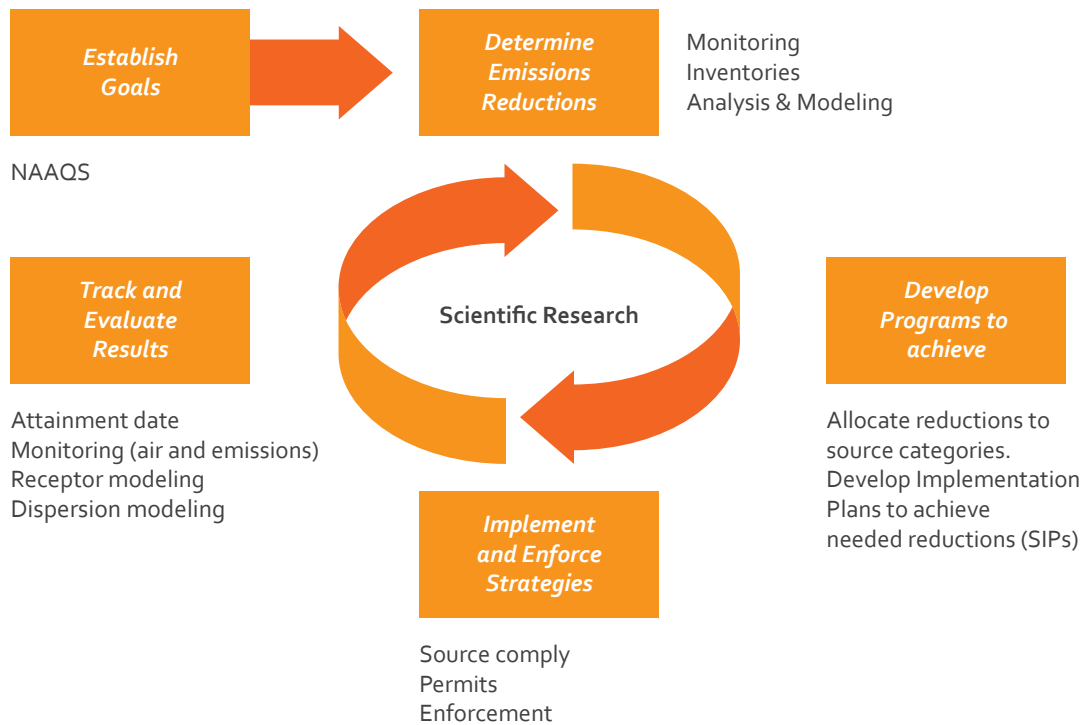 Establish
Goals
NAAQS
Determine
Emissions
Reductions
Monitoring
Inventories
Analysis & Modeling
Scientific Research
Track and
Evaluate
Results
Attainment date
Monitoring (air and emissions)
Receptor modeling
Dispersion modeling
Develop
Programs to
achieve
Allocate reductions to
source categories.
Develop Implementation
Plans to achieve
needed reductions (SIPs)
Implement
and Enforce
Strategies
Source comply
Permits
Enforcement